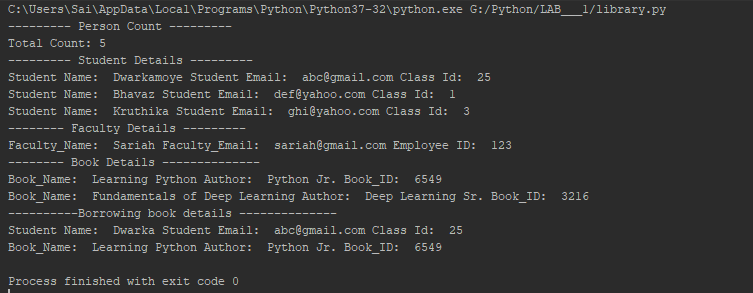 C:\Users\Sai\AppData\Local\Programs\Python\Python37-32\python.exe G:/Python/LAB___1/library.py
--------- Person Count ---------
Total Count: 5
--------- Student Details ---------
Student Name:  Dwarkamoye Student Email:  abc@gmail.com Class Id:  25
Student Name:  Bhavaz Student Email:  def@yahoo.com Class Id:  1
Student Name:  Kruthika Student Email:  ghi@yahoo.com Class Id:  3
-------- Faculty Details ---------
Faculty_Name:  Sariah Faculty_Email:  sariah@gmail.com Employee ID:  123
-------- Book Details --------------
Book_Name:  Learning Python Author:  Python Jr. Book_ID:  6549
Book_Name:  Fundamentals of Deep Learning Author:  Deep Learning Sr. Book_ID:  3216
----------Borrowing book details --------------
Student Name:  Dwarka Student Email:  abc@gmail.com Class Id:  25
Book_Name:  Learning Python Author:  Python Jr. Book_ID:  6549
Process finished with exit code 0